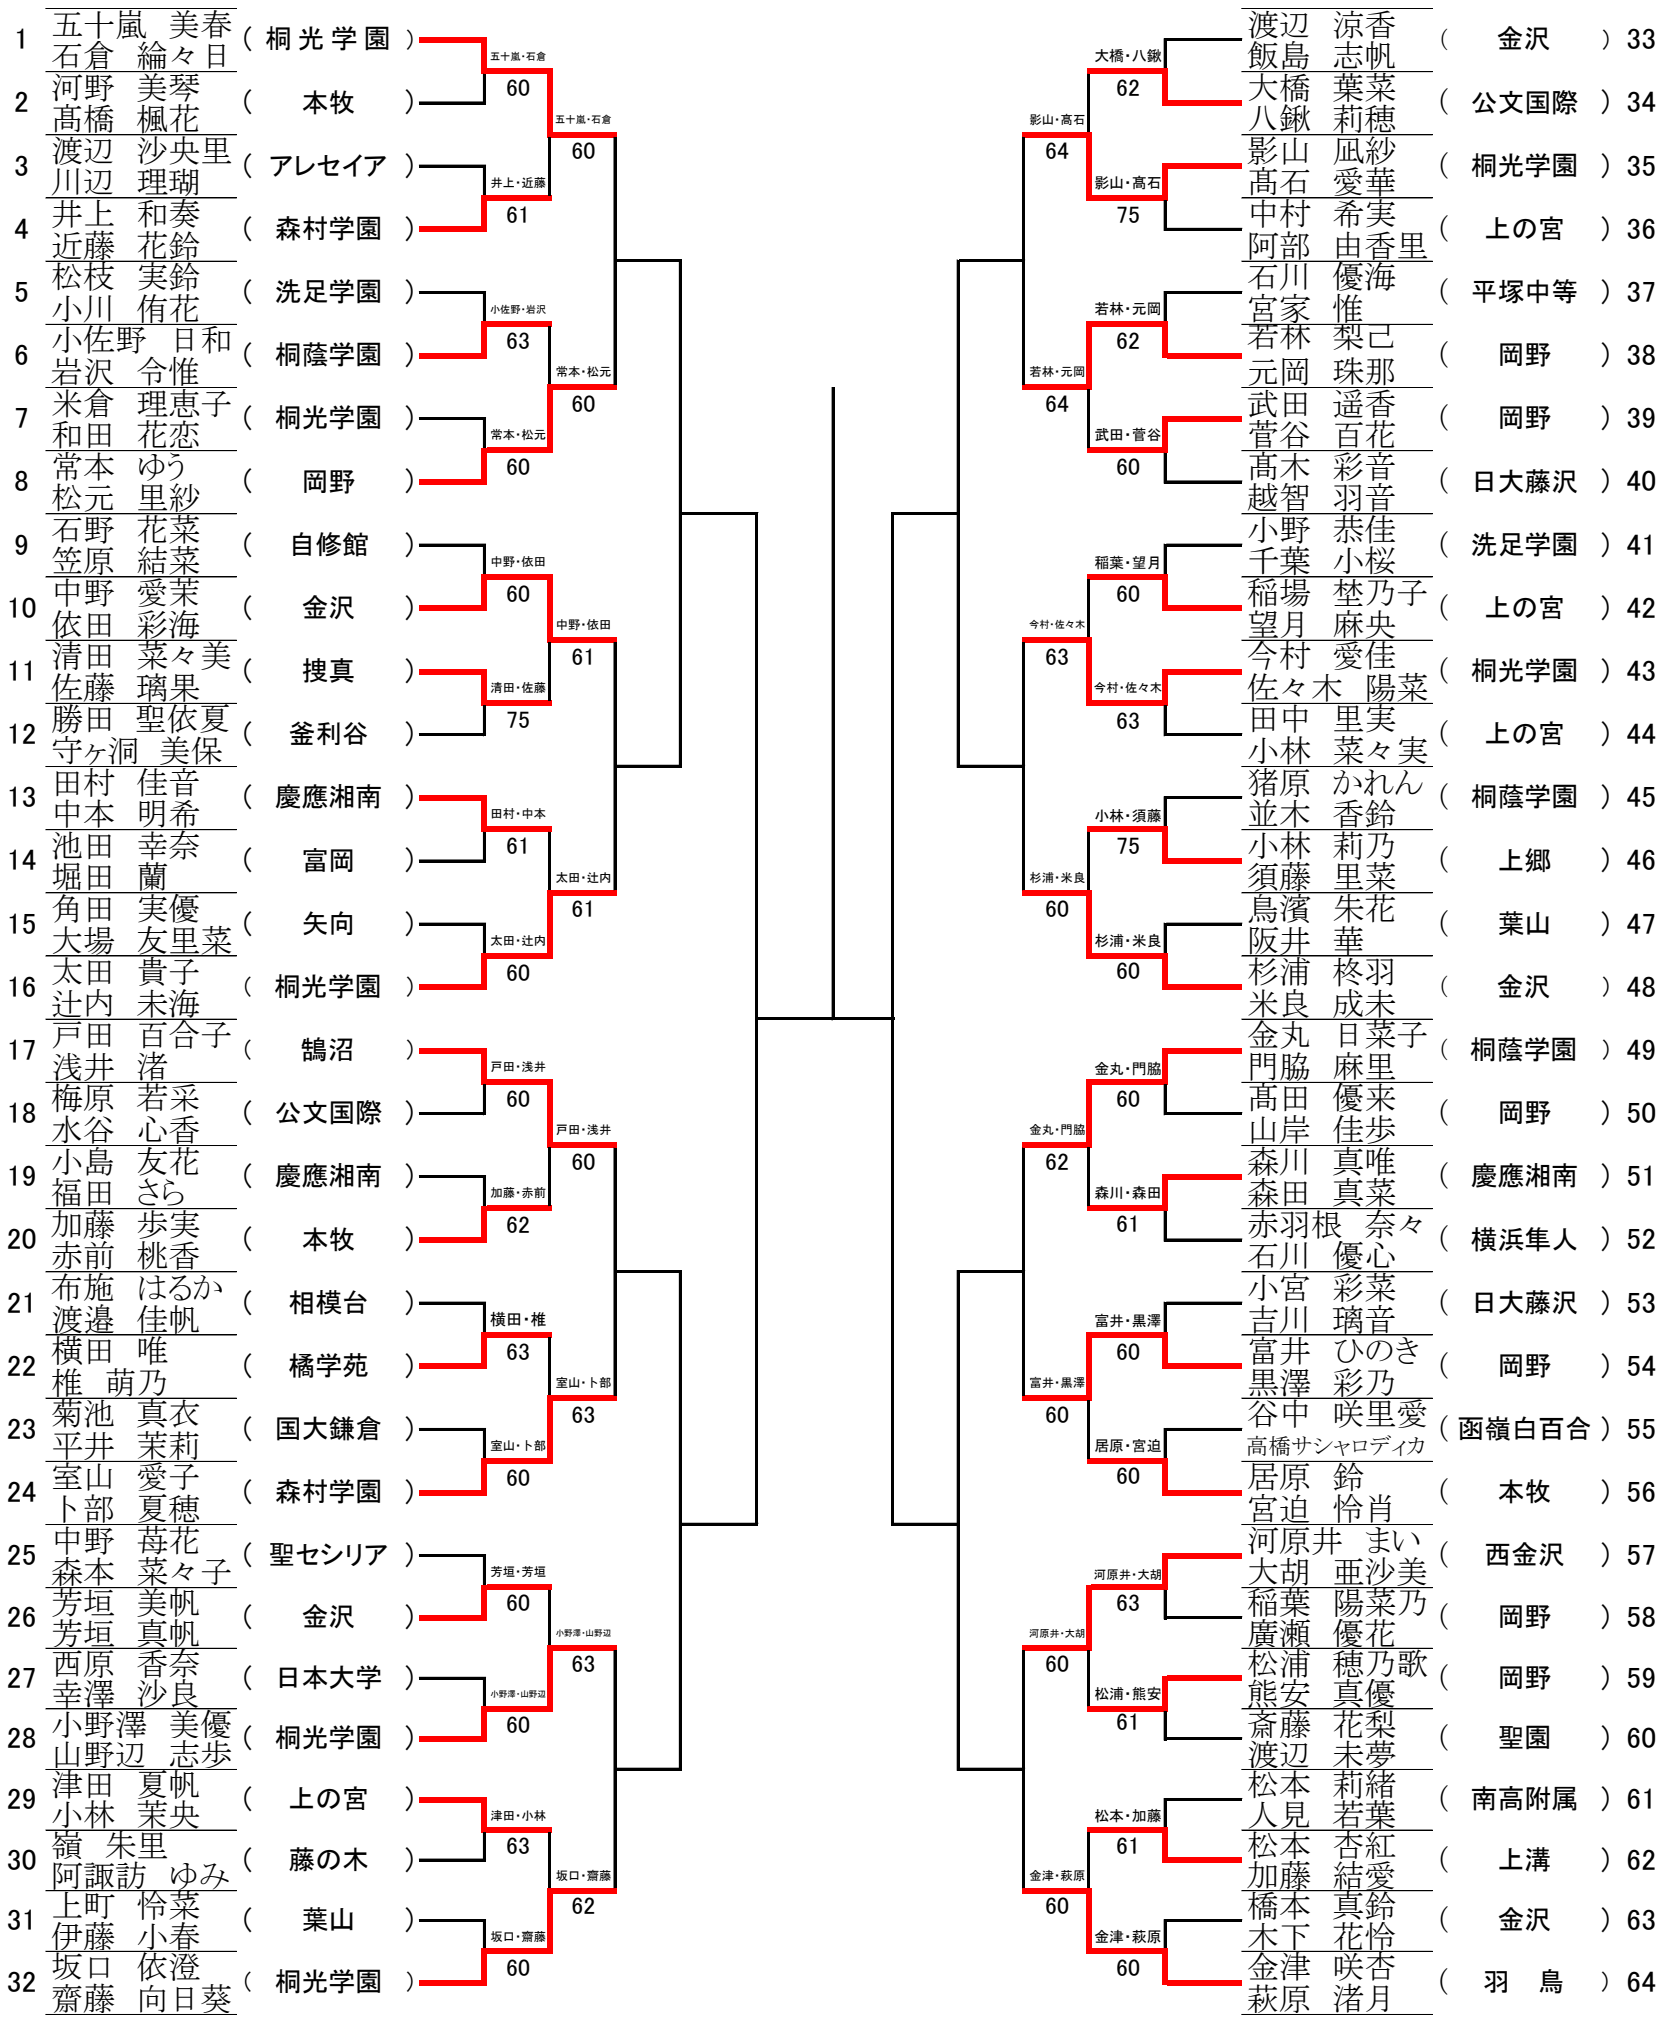 1 五十嵐 美春 ( 桐光学園 )
石倉 綸々日
2 河野 美琴 ( 本牧 )
髙橋 楓花
3 渡辺 沙央里 ( アレセイア )
川辺 理瑚
4 井上 和奏 ( 森村学園 )
近藤 花鈴
5 松枝 実鈴 ( 洗足学園 )
小川 侑花
6 小佐野 日和 ( 桐蔭学園 )
岩沢 令惟
7 米倉 理恵子 ( 桐光学園 )
和田 花恋
8 常本 ゆう ( 岡野 )
松元 里紗
9 石野 花菜 ( 自修館 )
笠原 結菜
10 中野 愛茉 ( 金沢 )
依田 彩海
11 清田 菜々美 ( 捜真 )
佐藤 璃果
12 勝田 聖依夏 ( 釜利谷 )
守ヶ洞 美保
13 田村 佳音 ( 慶應湘南 )
中本 明希
14 池田 幸奈 ( 富岡 )
堀田 蘭
15 角田 実優 ( 矢向 )
大場 友里菜
16 太田 貴子 ( 桐光学園 )
辻内 未海
17 戸田 百合子 ( 鵠沼 )
浅井 渚
18 梅原 若采 ( 公文国際 )
水谷 心香
19 小島 友花 ( 慶應湘南 )
福田 さら
20 加藤 歩実 ( 本牧 )
赤前 桃香
21 布施 はるか ( 相模台 )
渡邉 佳帆
22 横田 唯 ( 橘学苑 )
椎 萌乃
23 菊池 真衣 ( 国大鎌倉 )
平井 茉莉
24 室山 愛子 ( 森村学園 )
卜部 夏穂
25 中野 苺花 ( 聖セシリア )
森本 菜々子
26 芳垣 美帆 ( 金沢 )
芳垣 真帆
27 西原 香奈 ( 日本大学 )
幸澤 沙良
28 小野澤 美優 ( 桐光学園 )
山野辺 志歩
29 津田 夏帆 ( 上の宮 )
小林 茉央
30 嶺 朱里 ( 藤の木 )
阿諏訪 ゆみ
31 上町 怜菜 ( 葉山 )
伊藤 小春
32 坂口 依澄 ( 桐光学園 )
齋藤 向日葵
五十嵐・石倉
60
井上・近藤
61
小佐野・岩沢
63
常本・松元
60
中野・依田
60
清田・佐藤
75
田村・中本
61
太田・辻内
60
戸田・浅井
60
加藤・赤前
62
横田・椎
63
室山・卜部
60
芳垣・芳垣
60
小野澤・山野辺
60
津田・小林
63
坂口・齋藤
60
五十嵐・石倉
60
常本・松元
60
中野・依田
61
太田・辻内
61
戸田・浅井
60
室山・卜部
63
小野澤・山野辺
63
坂口・齋藤
62
影山・髙石
64
若林・元岡
64
今村・佐々木
63
杉浦・米良
60
金丸・門脇
62
富井・黒澤
60
河原井・大胡
60
金津・萩原
60
大橋・八鍬
62
影山・髙石
75
若林・元岡
62
武田・菅谷
60
稲葉・望月
60
今村・佐々木
63
小林・須藤
75
杉浦・米良
60
金丸・門脇
60
森川・森田
61
富井・黒澤
60
居原・宮迫
60
河原井・大胡
63
松浦・熊安
61
松本・加藤
61
金津・萩原
60
渡辺 涼香 ( 金沢 ) 33
飯島 志帆
大橋 葉菜 ( 公文国際 ) 34
八鍬 莉穂
影山 凪紗 ( 桐光学園 ) 35
髙石 愛華
中村 希実 ( 上の宮 ) 36
阿部 由香里
石川 優海 ( 平塚中等 ) 37
宮家 惟
若林 梨己 ( 岡野 ) 38
元岡 珠那
武田 遥香 ( 岡野 ) 39
菅谷 百花
髙木 彩音 ( 日大藤沢 ) 40
越智 羽音
小野 恭佳 ( 洗足学園 ) 41
千葉 小桜
稲場 埜乃子 ( 上の宮 ) 42
望月 麻央
今村 愛佳 ( 桐光学園 ) 43
佐々木 陽菜
田中 里実 ( 上の宮 ) 44
小林 菜々実
猪原 かれん ( 桐蔭学園 ) 45
並木 香鈴
小林 莉乃 ( 上郷 ) 46
須藤 里菜
鳥濱 朱花 ( 葉山 ) 47
阪井 華
杉浦 柊羽 ( 金沢 ) 48
米良 成未
金丸 日菜子 ( 桐蔭学園 ) 49
門脇 麻里
髙田 優来 ( 岡野 ) 50
山岸 佳歩
森川 真唯 ( 慶應湘南 ) 51
森田 真菜
赤羽根 奈々 ( 横浜隼人 ) 52
石川 優心
小宮 彩菜 ( 日大藤沢 ) 53
吉川 璃音
富井 ひのき ( 岡野 ) 54
黒澤 彩乃
谷中 咲里愛 ( 函嶺白百合 ) 55
高橋サシャロディカ
居原 鈴 ( 本牧 ) 56
宮迫 怜肖
河原井 まい ( 西金沢 ) 57
大胡 亜沙美
稲葉 陽菜乃 ( 岡野 ) 58
廣瀬 優花
松浦 穂乃歌 ( 岡野 ) 59
熊安 真優
斎藤 花梨 ( 聖園 ) 60
渡辺 未夢
松本 莉緒 ( 南高附属 ) 61
人見 若葉
松本 杏紅 ( 上溝 ) 62
加藤 結愛
橋本 真鈴 ( 金沢 ) 63
木下 花怜
金津 咲杏 ( 羽 鳥 ) 64
萩原 渚月